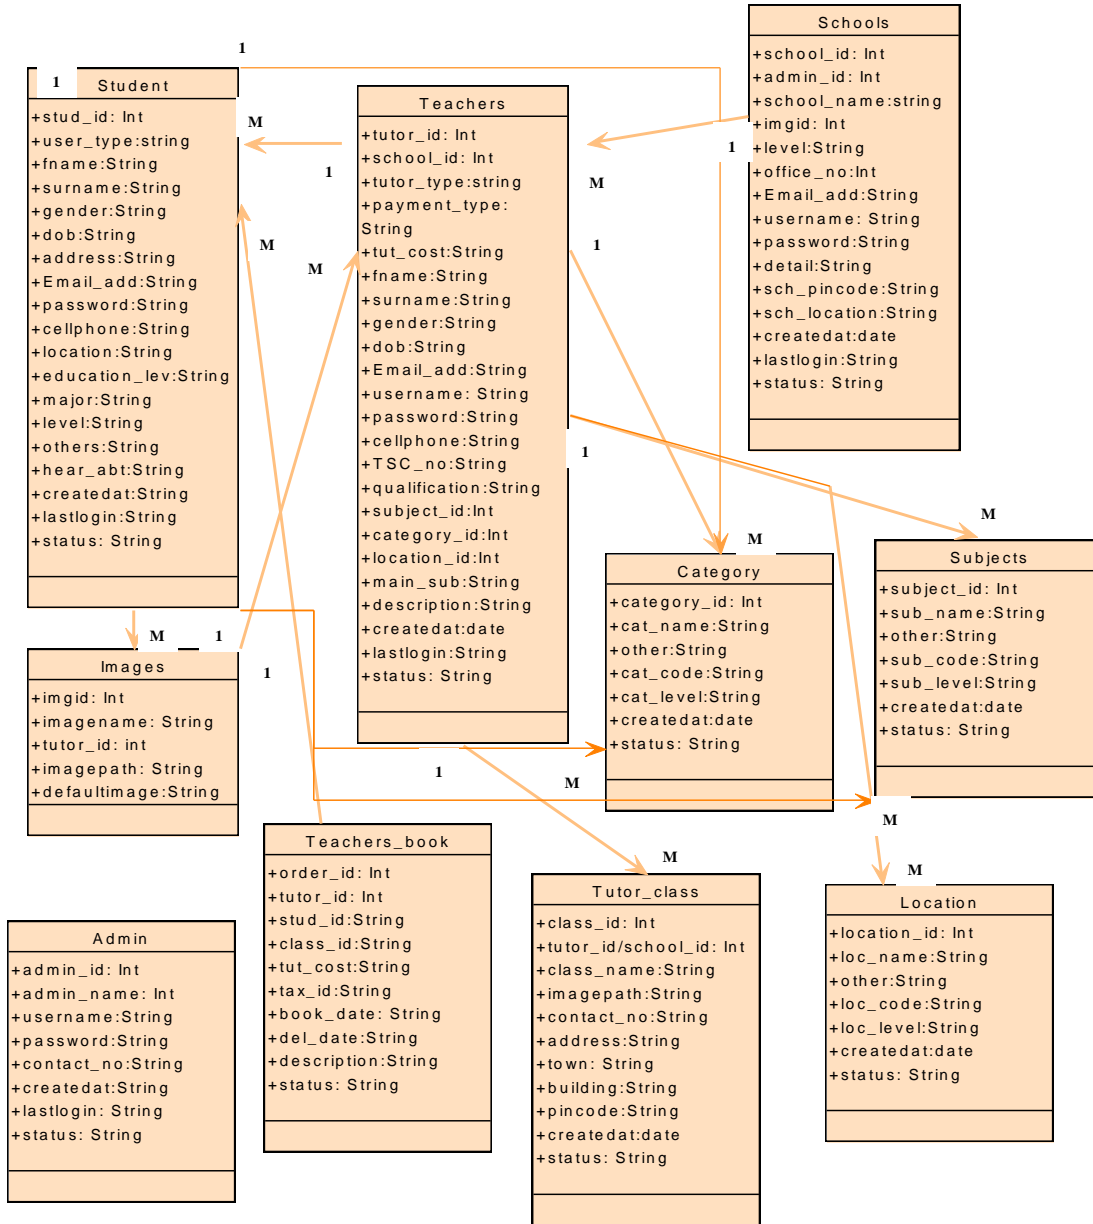 Schools
+school_id: Int
+admin_id: Int
+school_name:string
+imgid: Int
+level:String
+office_no:Int
+Email_add:String
+username: String
+password:String
+detail:String
+sch_pincode:String
+sch_location:String
+createdat:date
+lastlogin:String
+status: String
1
1
Student
+stud_id: Int
+user_type:string
+fname:String
+surname:String
+gender:String
+dob:String
+address:String
+Email_add:String
+password:String
+cellphone:String
+location:String
+education_lev:String
+major:String
+level:String
+others:String
+hear_abt:String
+createdat:String
+lastlogin:String
+status: String
M
1
M
M
Teachers
+tutor_id: Int
+school_id: Int
+tutor_type:string
+payment_type:
String
+tut_cost:String
+fname:String
+surname:String
+gender:String
+dob:String
+Email_add:String
+username: String
+password:String
+cellphone:String
+TSC_no:String
+qualification:String
+subject_id:Int
+category_id:Int
+location_id:Int
+main_sub:String
+description:String
+createdat:date
+lastlogin:String
+status: String
1
M
1
1
M
M
Category
+category_id: Int
+cat_name:String
+other:String
+cat_code:String
+cat_level:String
+createdat:date
+status: String
Subjects
+subject_id: Int
+sub_name:String
+other:String
+sub_code:String
+sub_level:String
+createdat:date
+status: String
M
1
1
Images
+imgid: Int
+imagename: String
+tutor_id: int
+imagepath: String
+defaultimage:String
1
M
M
M
M
Teachers_book
+order_id: Int
+tutor_id: Int
+stud_id:String
+class_id:String
+tut_cost:String
+tax_id:String
+book_date: String
+del_date:String
+description:String
+status: String
Tutor_class
+class_id: Int
+tutor_id/school_id: Int
+class_name:String
+imagepath:String
+contact_no:String
+address:String
+town: String
+building:String
+pincode:String
+createdat:date
+status: String
Location
+location_id: Int
+loc_name:String
+other:String
+loc_code:String
+loc_level:String
+createdat:date
+status: String
Admin
+admin_id: Int
+admin_name: Int
+username:String
+password:String
+contact_no:String
+createdat:String
+lastlogin: String
+status: String